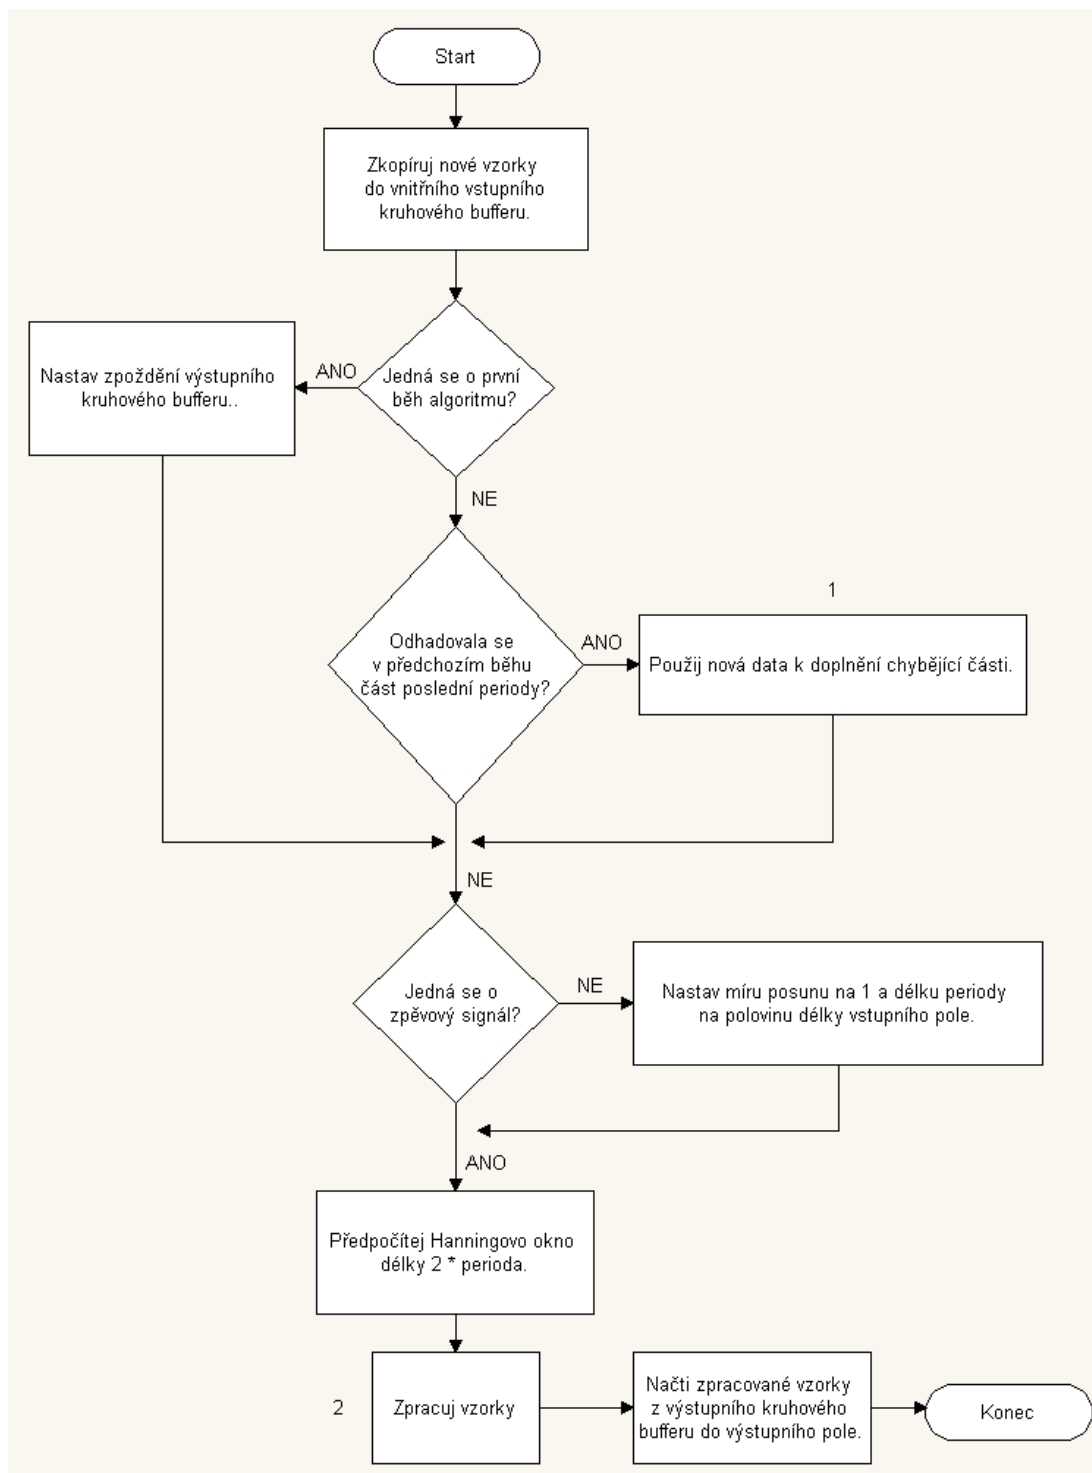 Start
Zkopíruj nové vzorky
do vnitřního vstupního
kruhového bufferu.
Jedná se o první
běh algoritmu?
ANO
Nastav zpoždění výstupního
kruhového bufferu..
NE
Odhadovala se
v předchozím běhu
část poslední periody?
ANO
1
Použij nová data k doplnění chybějící části.
NE
Jedná se o
zpěvový signál?
NE
Nastav míru posunu na 1 a délku periody
na polovinu délky vstupního pole.
ANO
Předpočítej Hanningovo okno
délky 2 * perioda.
2
Zpracuj vzorky
Načti zpracované vzorky
z výstupního kruhového
bufferu do výstupního pole.
Konec